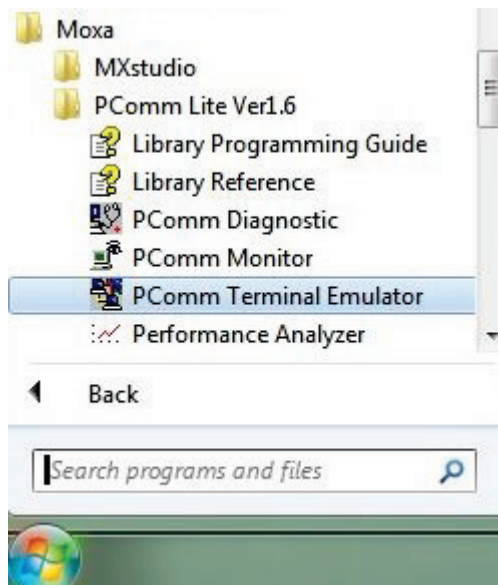 Moxa
MXstudio
PComm Lite Ver1.6
Library Programming Guide
Library Reference
PComm Diagnostic
PComm Monitor
PComm Terminal Emulator
Performance Analyzer
Back
Search programs and files